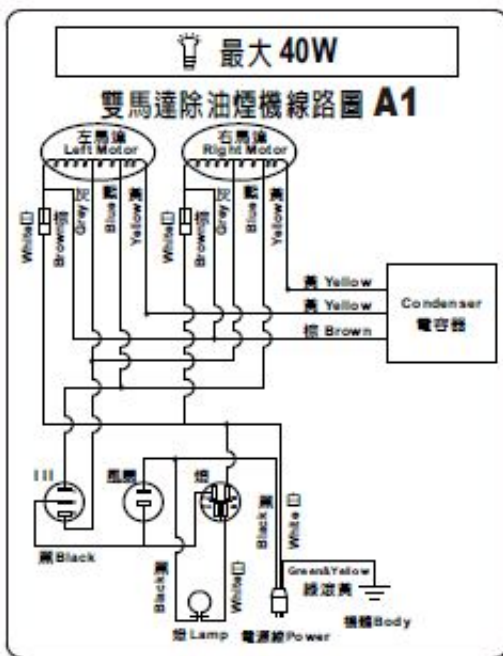 最大 40W
雙馬達除油煙機線路圖 A1
左馬達
Left Motor
右馬達
Right Motor
White白
Brown棕
Grey灰
Blue藍
Yellow黃
White白
Brown棕
Grey灰
Blue藍
Yellow黃
黃 Yellow
黃 Yellow
棕 Brown
Condenser
電容器
I II
燈
黑Black
Black黑
White白
Black黑
White白
Green&Yellow
綠滾黃
燈Lamp
電源線Power
機體Body